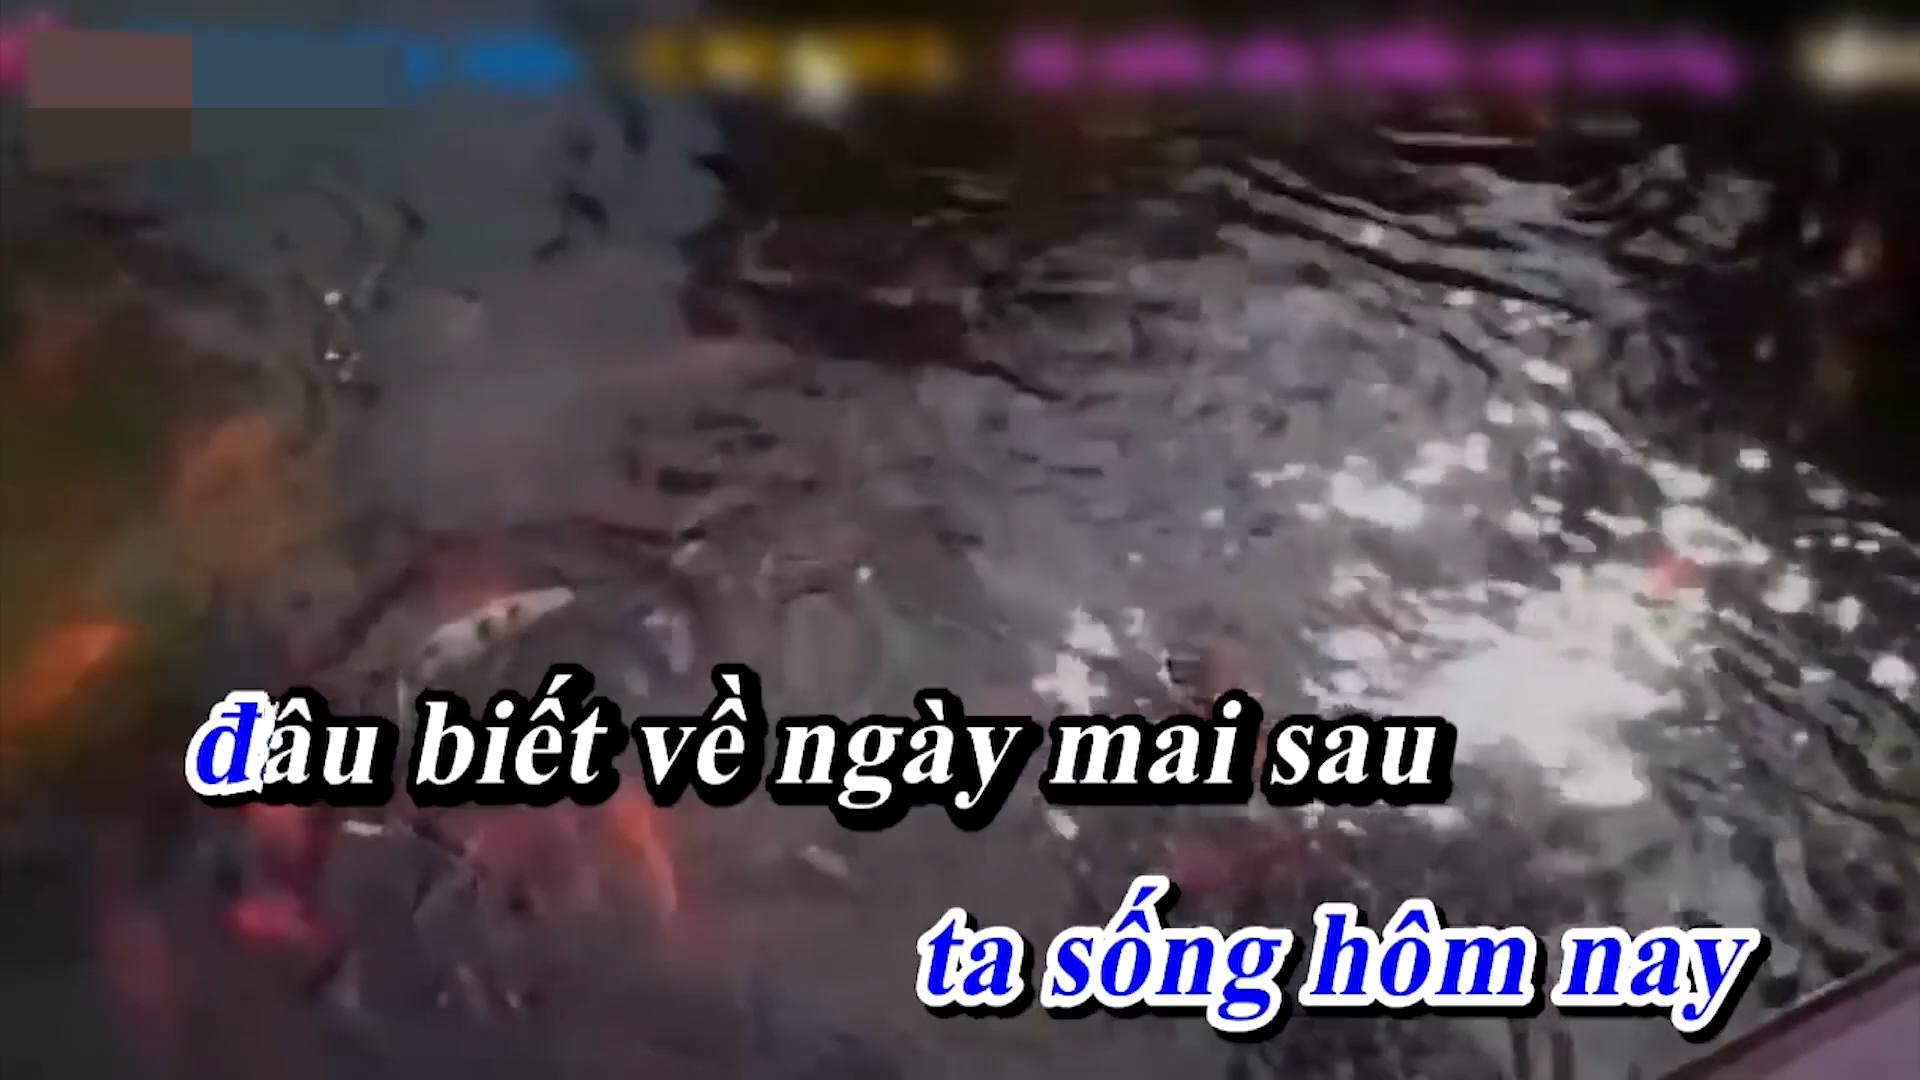 đâu biết về ngày mai sau
ta sống hôm nay